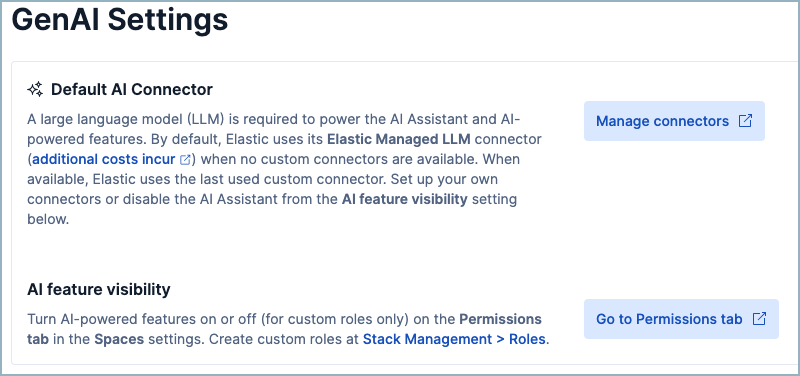 GenAI Settings
Default AI Connector
A large language model (LLM) is required to power the AI Assistant and AI-
powered features. By default, Elastic uses its Elastic Managed LLM connector
(additional costs incur) when no custom connectors are available. When
available, Elastic uses the last used custom connector. Set up your own
connectors or disable the AI Assistant from the AI feature visibility setting
below.
Manage connectors
AI feature visibility
Turn AI-powered features on or off (for custom roles only) on the Permissions
tab in the Spaces settings. Create custom roles at Stack Management > Roles.
Go to Permissions tab